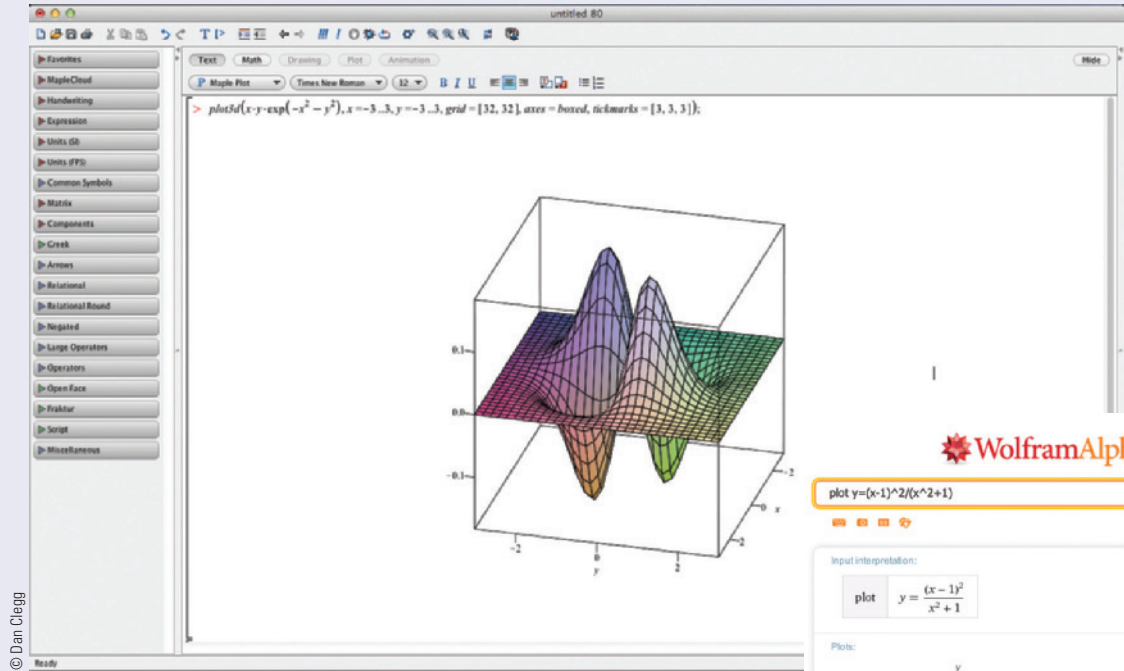 untitled 80
Text Math Drawing Plot Animation Hide
P Maple Plot Times New Roman 12 B I U
> plot3d(x·y·exp(−x² − y²), x = −3 ..3, y = −3 ..3, grid = [32, 32], axes = boxed, tickmarks = [3, 3, 3]);
Favorites
MapleCloud
Handwriting
Expression
Units (SI)
Units (FPS)
Common Symbols
Matrix
Components
Greek
Arrows
Relational
Relational Round
Negated
Large Operators
Operators
Open Face
Fraktur
Script
Miscellaneous
0.1
0.0
−0.1
−2
0
2
y
−2
0
x
2
WolframAlp
plot y=(x-1)^2/(x^2+1)
Input interpretation:
plot y = (x − 1)² / (x² + 1)
Plots:
y
Ready
© Dan Clegg